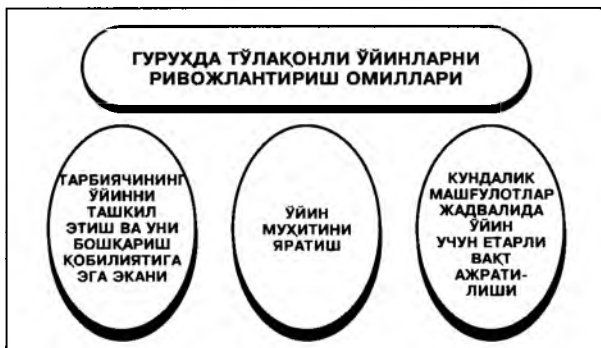 ГУРУХДА ТЎЛАҚОНЛИ ЎЙИНЛАРНИ
РИВОЖЛАНТИРИШ ОМИЛЛАРИ
ТАРБИЯЧИНИНГ
ЎЙИННИ
ТАШКИЛ
ЭТИШ ВА УНИ
БОШҚАРИШ
ҚОБИЛИЯТИГА
ЭГА ЭКАНИ
ЎЙИН
МУҲИТИНИ
ЯРАТИШ
КУНДАЛИК
МАШҒУЛОТЛАР
ЖАДВАЛИДА
ЎЙИН
УЧУН ЕТАРЛИ
ВАҚТ
АЖРАТИ-
ЛИШИ